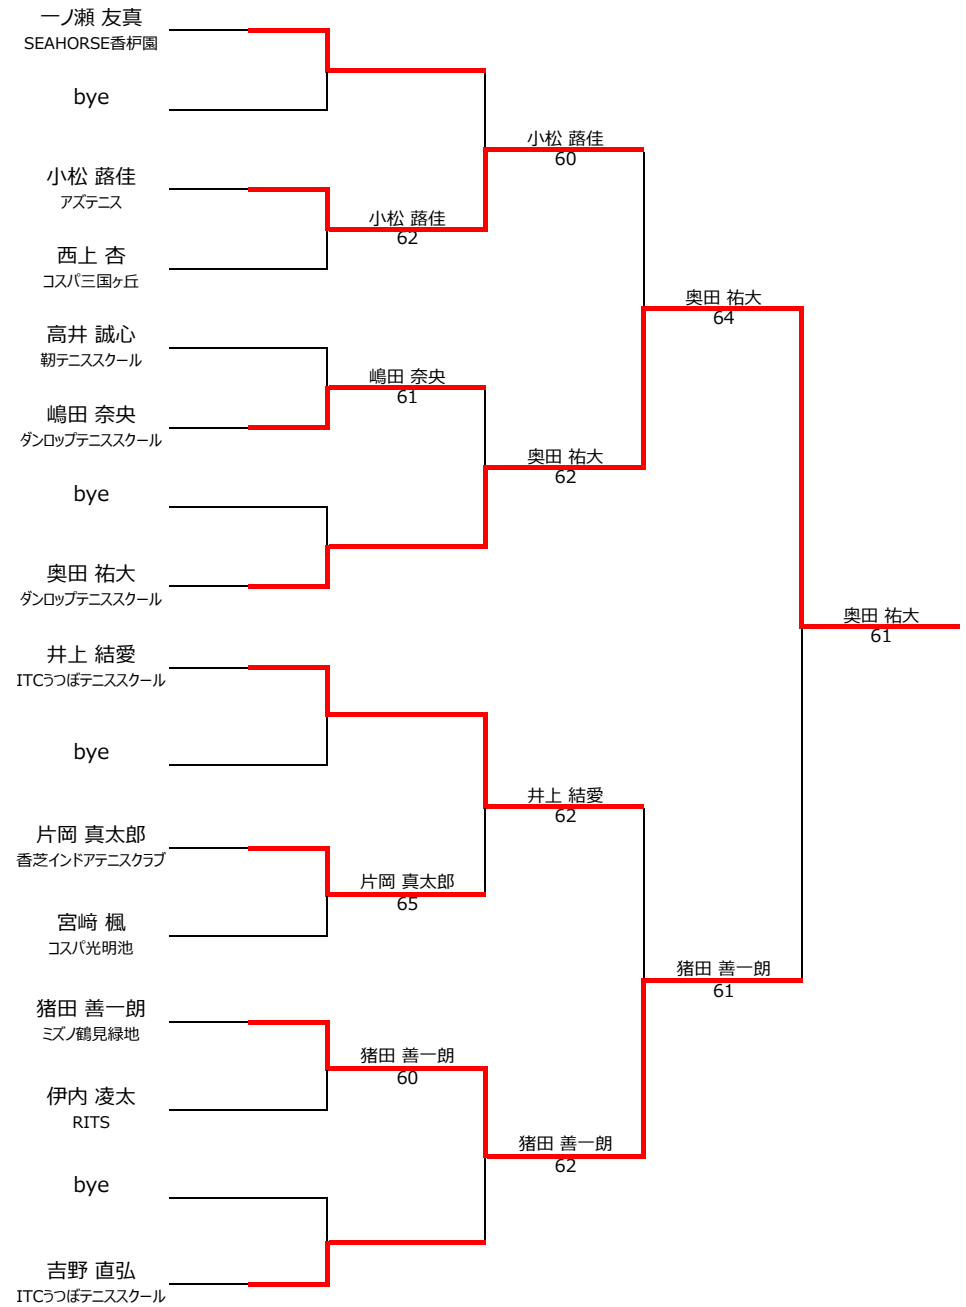 一ノ瀬 友真
SEAHORSE香枦園
bye
小松 蕗佳
アズテニス
西上 杏
コスパ三国ヶ丘
高井 誠心
靭テニススクール
嶋田 奈央
ダンロップテニススクール
bye
奥田 祐大
ダンロップテニススクール
井上 結愛
ITCうつぼテニススクール
bye
片岡 真太郎
香芝インドアテニスクラブ
宮﨑 楓
コスパ光明池
猪田 善一朗
ミズノ鶴見緑地
伊内 凌太
RITS
bye
吉野 直弘
ITCうつぼテニススクール
小松 蕗佳
62
嶋田 奈央
61
片岡 真太郎
65
猪田 善一朗
60
小松 蕗佳
60
奥田 祐大
62
井上 結愛
62
猪田 善一朗
62
奥田 祐大
64
猪田 善一朗
61
奥田 祐大
61